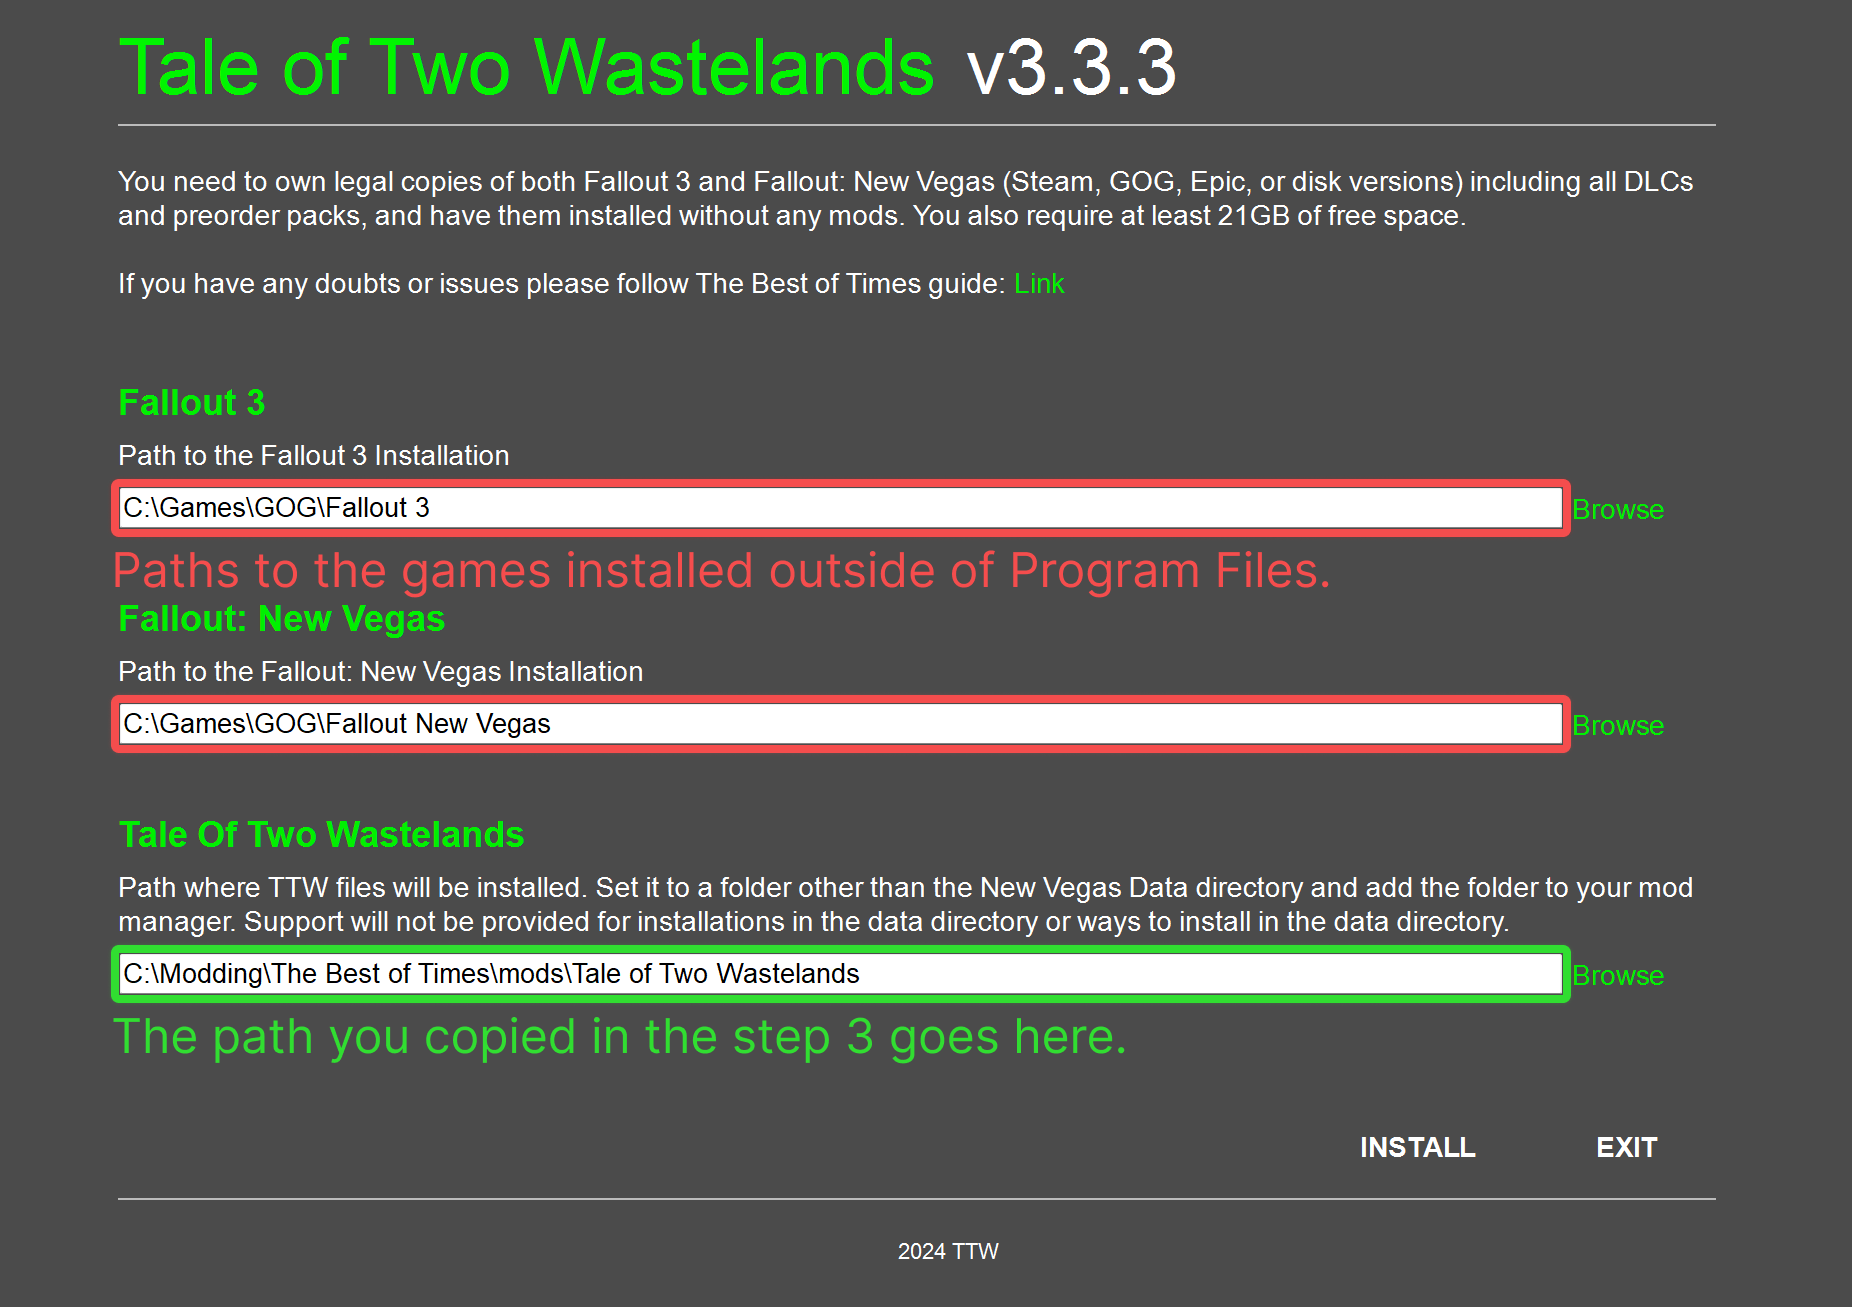 Tale of Two Wastelands v3.3.3
You need to own legal copies of both Fallout 3 and Fallout: New Vegas (Steam, GOG, Epic, or disk versions) including all DLCs
and preorder packs, and have them installed without any mods. You also require at least 21GB of free space.
If you have any doubts or issues please follow The Best of Times guide: Link
Fallout 3
Path to the Fallout 3 Installation
C:\Games\GOG\Fallout 3 Browse
Paths to the games installed outside of Program Files.
Fallout: New Vegas
Path to the Fallout: New Vegas Installation
C:\Games\GOG\Fallout New Vegas Browse
Tale Of Two Wastelands
Path where TTW files will be installed. Set it to a folder other than the New Vegas Data directory and add the folder to your mod
manager. Support will not be provided for installations in the data directory or ways to install in the data directory.
C:\Modding\The Best of Times\mods\Tale of Two Wastelands Browse
The path you copied in the step 3 goes here.
INSTALL EXIT
2024 TTW